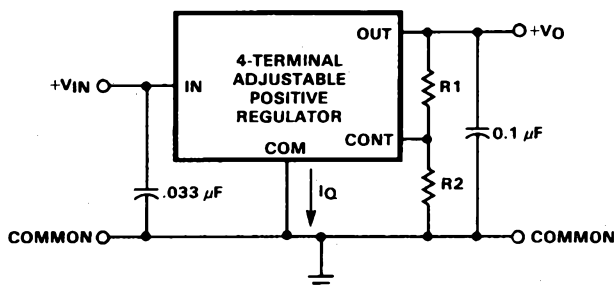 OUT
+VO
4-TERMINAL
ADJUSTABLE
POSITIVE
REGULATOR
+VIN
IN
R1
CONT
0.1 µF
COM
IQ
R2
.033 µF
COMMON
COMMON